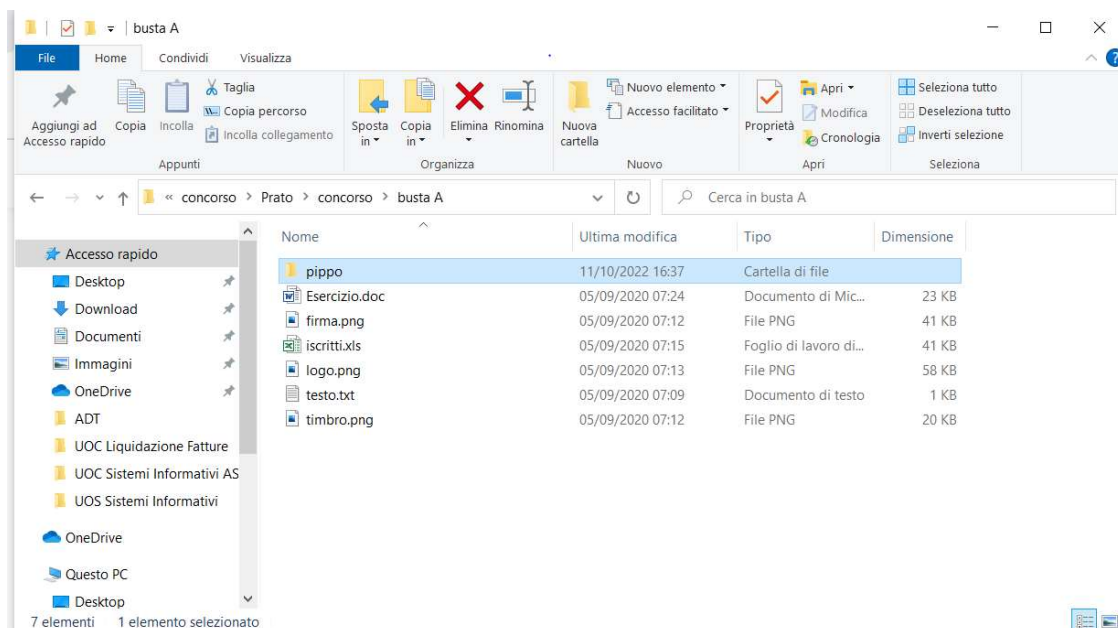 busta A
File Home Condividi Visualizza
Aggiungi ad Accesso rapido
Copia
Incolla
Taglia
Copia percorso
Incolla collegamento
Appunti
Sposta in
Copia in
Elimina
Rinomina
Organizza
Nuova cartella
Nuovo elemento
Accesso facilitato
Nuovo
Proprietà
Apri
Modifica
Cronologia
Apri
Seleziona tutto
Deseleziona tutto
Inverti selezione
Seleziona
« concorso > Prato > concorso > busta A
Cerca in busta A
Accesso rapido
Desktop
Download
Documenti
Immagini
OneDrive
ADT
UOC Liquidazione Fatture
UOC Sistemi Informativi AS
UOS Sistemi Informativi
OneDrive
Questo PC
Desktop
Nome Ultima modifica Tipo Dimensione
pippo 11/10/2022 16:37 Cartella di file
Esercizio.doc 05/09/2020 07:24 Documento di Mic... 23 KB
firma.png 05/09/2020 07:12 File PNG 41 KB
iscritti.xls 05/09/2020 07:15 Foglio di lavoro di... 41 KB
logo.png 05/09/2020 07:13 File PNG 58 KB
testo.txt 05/09/2020 07:09 Documento di testo 1 KB
timbro.png 05/09/2020 07:12 File PNG 20 KB
7 elementi 1 elemento selezionato